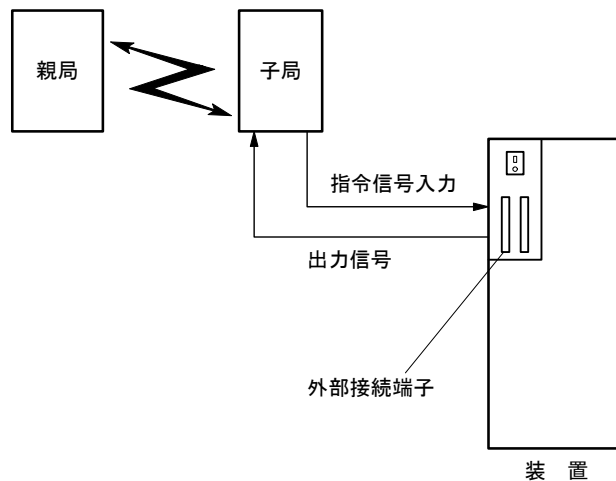 親局
子局
指令信号入力
出力信号
外部接続端子
装　置